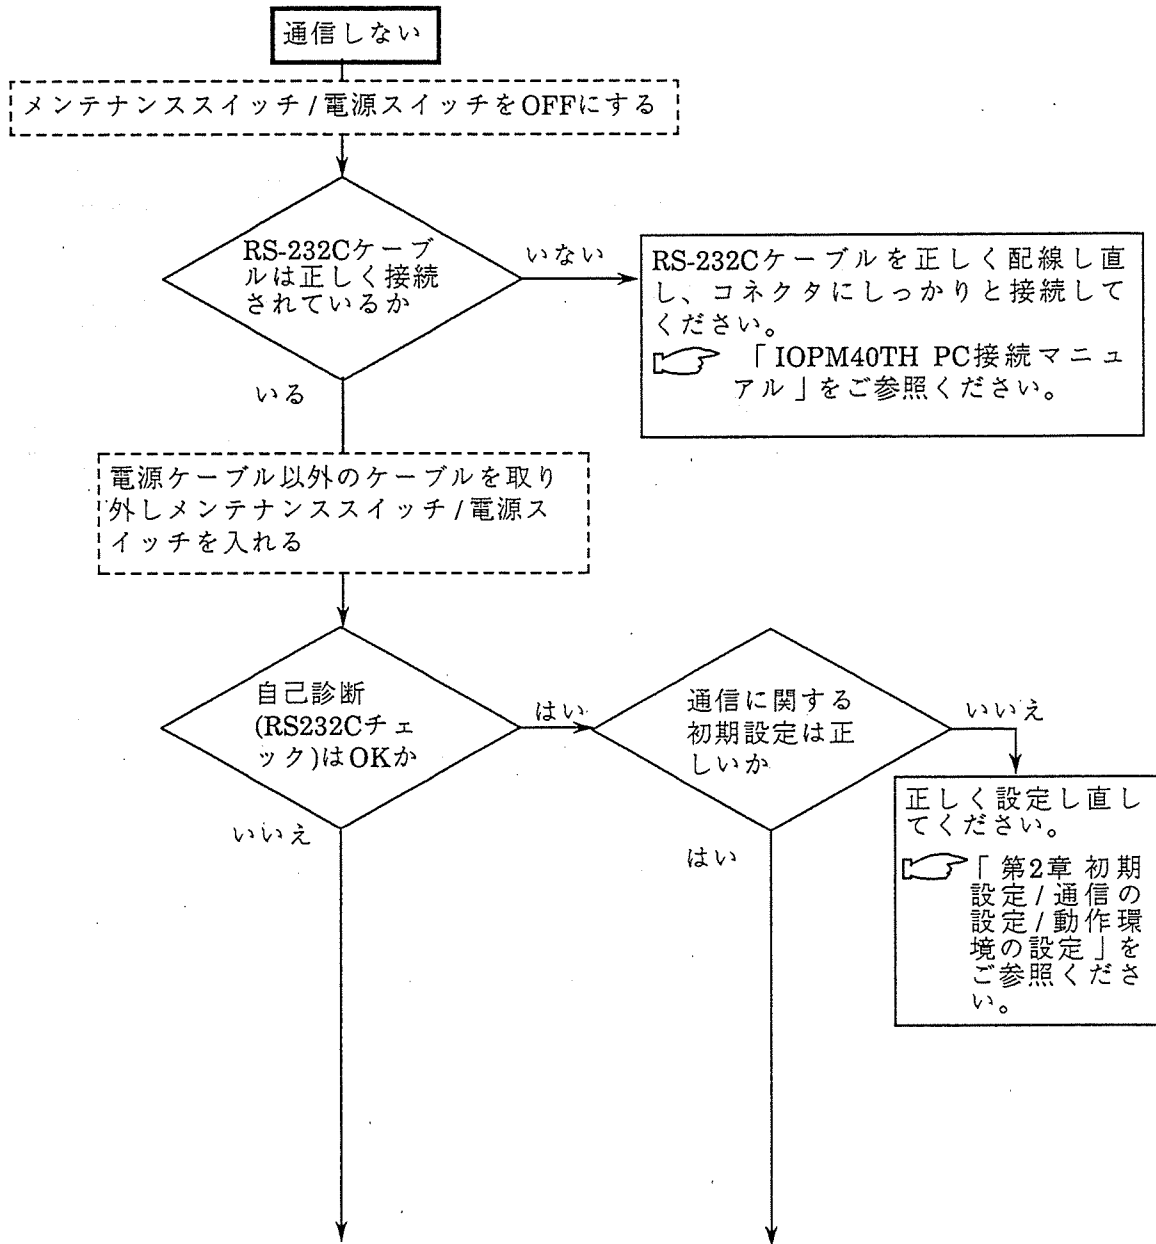 通信しない
メンテナンススイッチ/電源スイッチをOFFにする
RS-232Cケーブ
ルは正しく接続
されているか
いない
RS-232Cケーブルを正しく配線し直
し、コネクタにしっかりと接続して
ください。
「IOPM40TH PC接続マニュ
アル」をご参照ください。
いる
電源ケーブル以外のケーブルを取り
外しメンテナンススイッチ/電源ス
イッチを入れる
自己診断
(RS232Cチェ
ック)はOKか
はい
通信に関する
初期設定は正
しいか
いいえ
正しく設定し直し
てください。
「第2章 初期
設定/通信の
設定/動作環
境の設定」を
ご参照くださ
い。
いいえ
はい